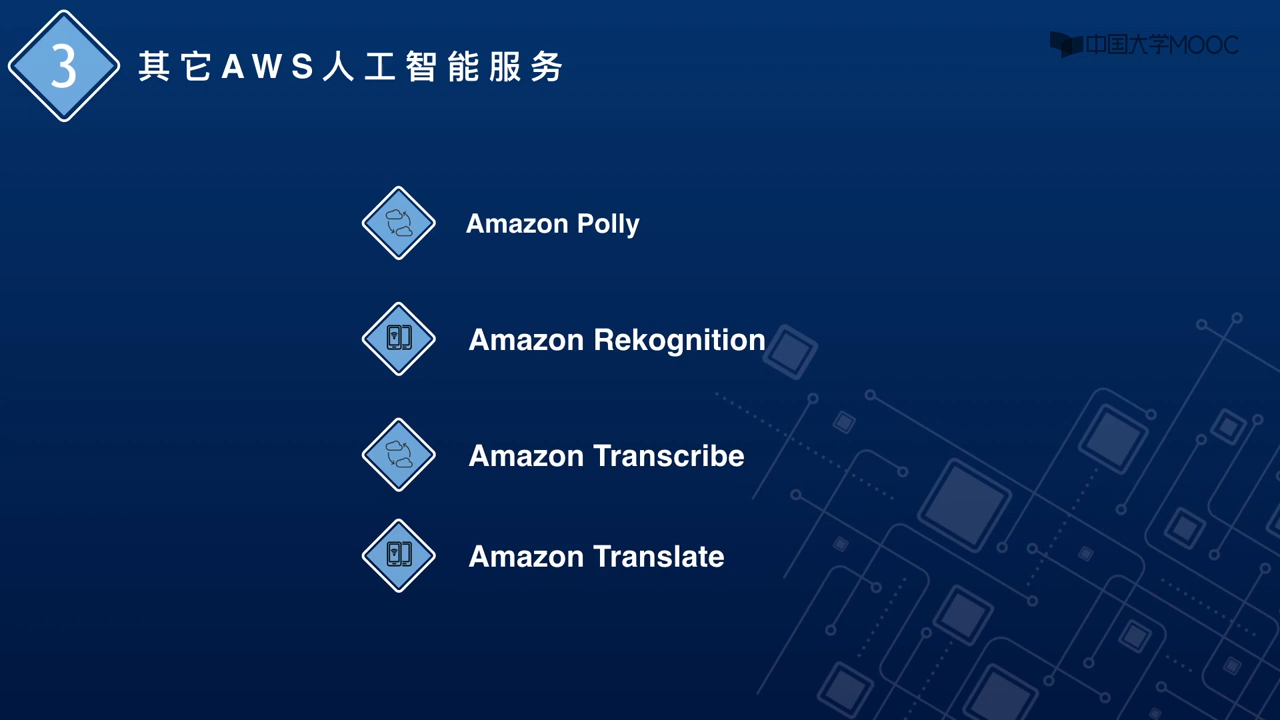 3
其它AWS人工智能服务
中国大学MOOC
Amazon Polly
Amazon Rekognition
Amazon Transcribe
Amazon Translate